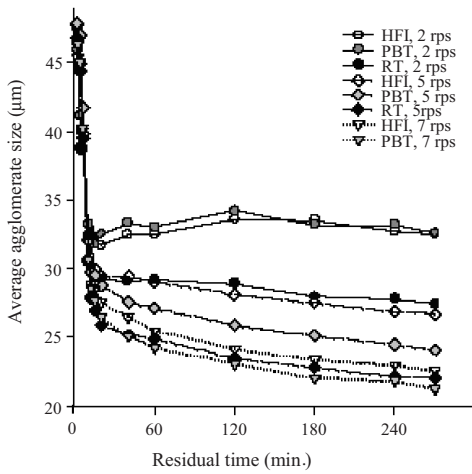 HFI, 2 rps
PBT, 2 rps
RT, 2 rps
HFI, 5 rps
PBT, 5 rps
RT, 5rps
HFI, 7 rps
PBT, 7 rps
Average agglomerate size (μm)
45
40
35
30
25
20
0
60
120
180
240
Residual time (min.)